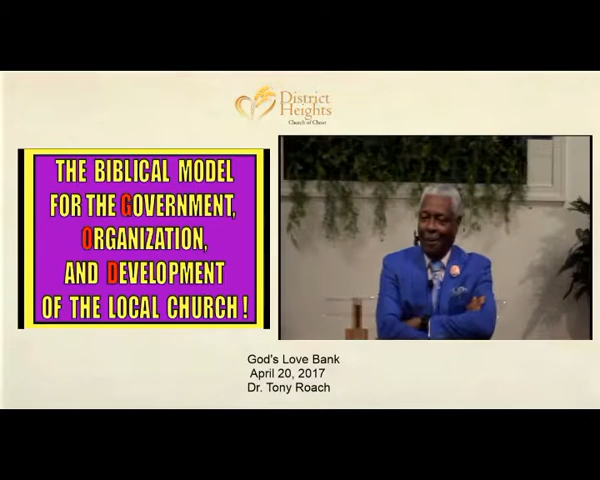 District
Heights
Church of Christ
THE BIBLICAL MODEL
FOR THE GOVERNMENT,
ORGANIZATION,
AND DEVELOPMENT
OF THE LOCAL CHURCH!
God's Love Bank
April 20, 2017
Dr. Tony Roach